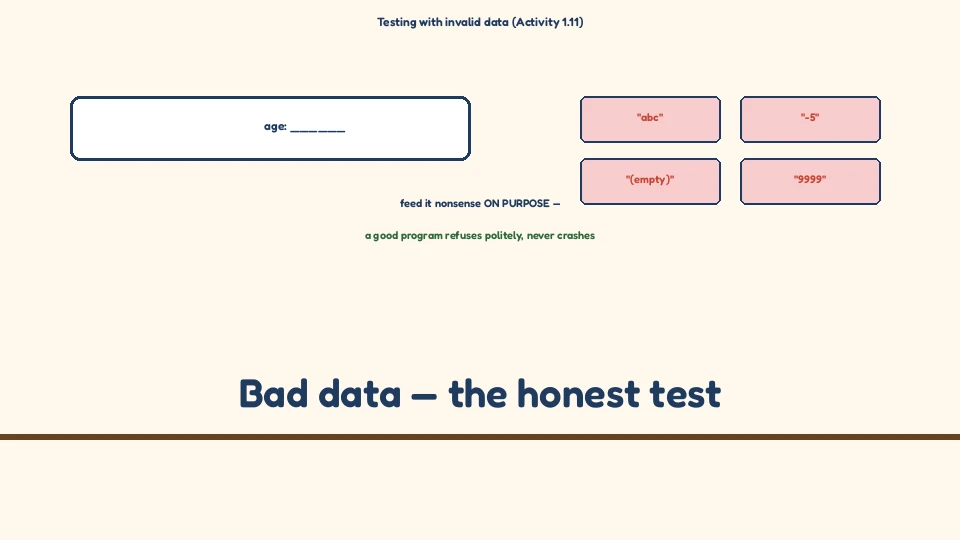 Testing with invalid data (Activity 1.11)
age: ______
"abc"
"-5"
"(empty)"
"9999"
feed it nonsense ON PURPOSE —
a good program refuses politely, never crashes
Bad data — the honest test